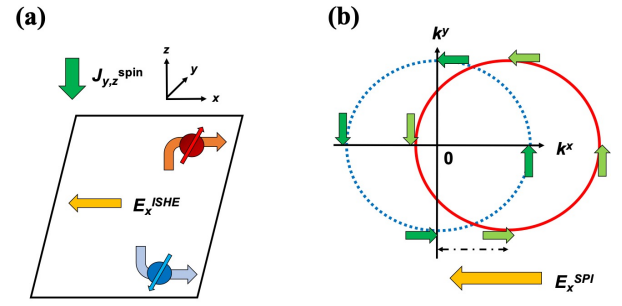 (a)
J_{y,z}^{spin}
z
y
x
E_x^{ISHE}
(b)
k^y
k^x
0
E_x^{SPI}